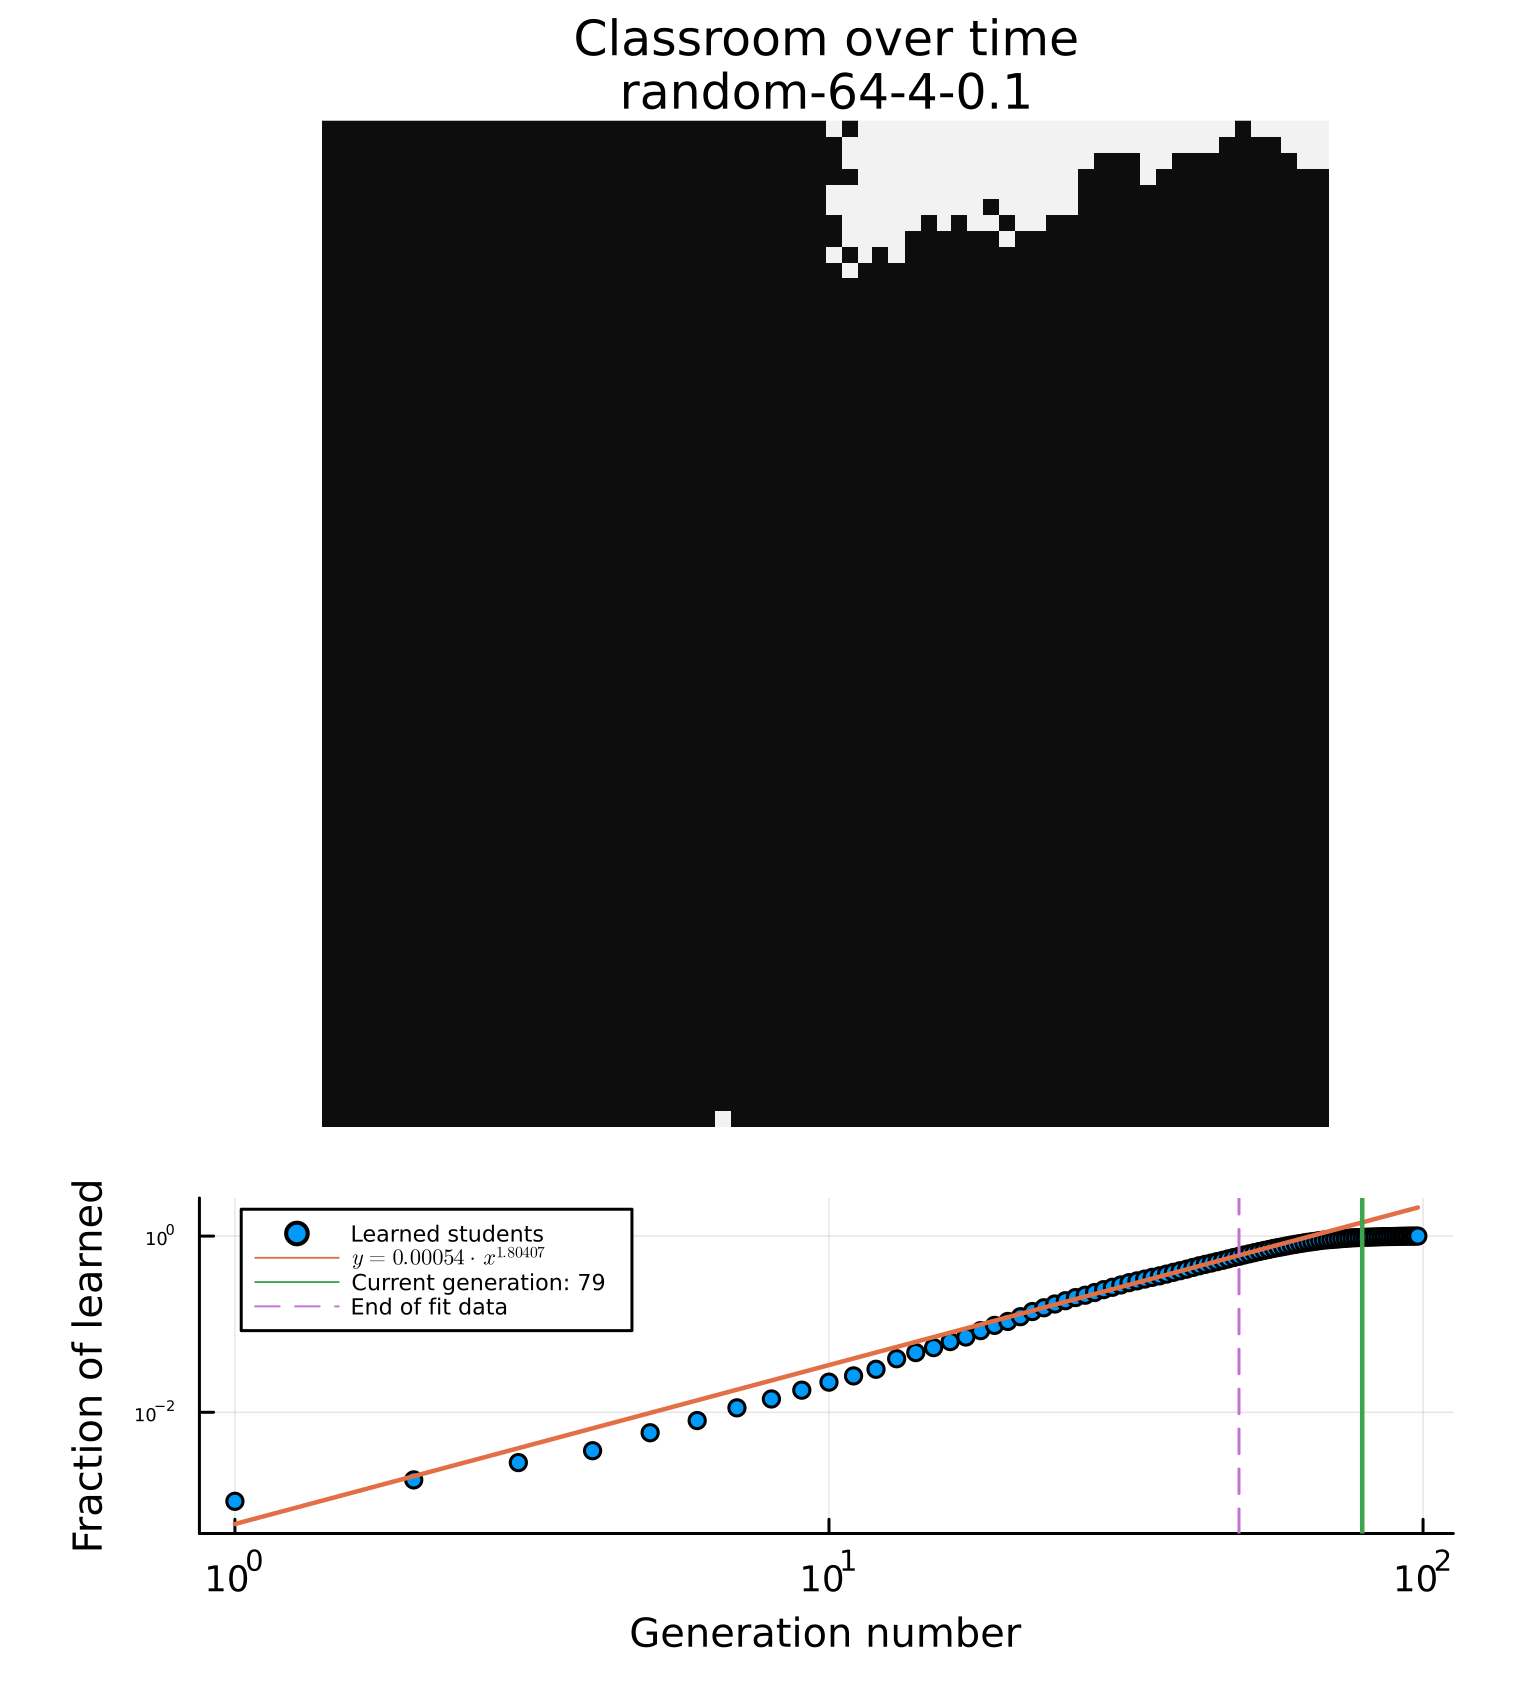 Classroom over time
random-64-4-0.1
Fraction of learned
10^0
10^-2
Learned students
y = 0.00054 · x^1.80407
Current generation: 79
End of fit data
10^0 10^1 10^2
Generation number